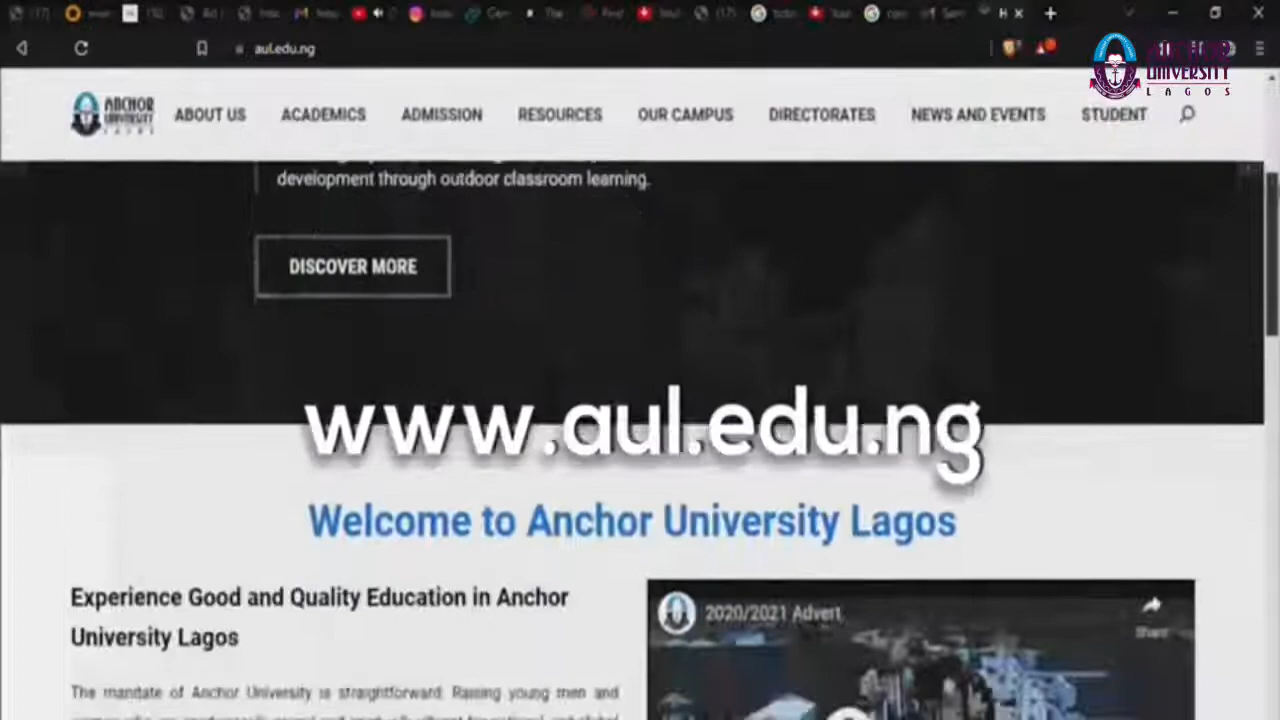 aul.edu.ng
ANCHOR
UNIVERSITY
LAGOS
ANCHOR
UNIVERSITY
LAGOS
ABOUT US
ACADEMICS
ADMISSION
RESOURCES
OUR CAMPUS
DIRECTORATES
NEWS AND EVENTS
STUDENT
development through outdoor classroom learning.
DISCOVER MORE
www.aul.edu.ng
Welcome to Anchor University Lagos
Experience Good and Quality Education in Anchor
University Lagos
2020/2021 Advert
Share
The mandate of Anchor University is straightforward. Raising young men and